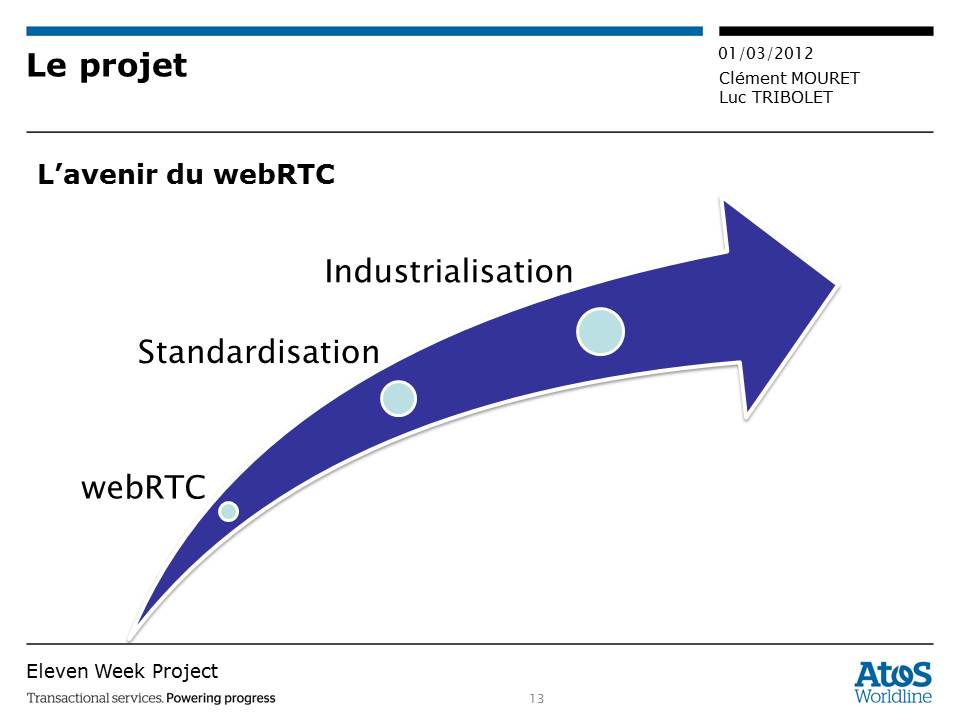 Le projet
01/03/2012
Clément MOURET
Luc TRIBOLET
L’avenir du webRTC
Industrialisation
Standardisation
webRTC
Eleven Week Project
Transactional services. Powering progress
13
AtoS
Worldline